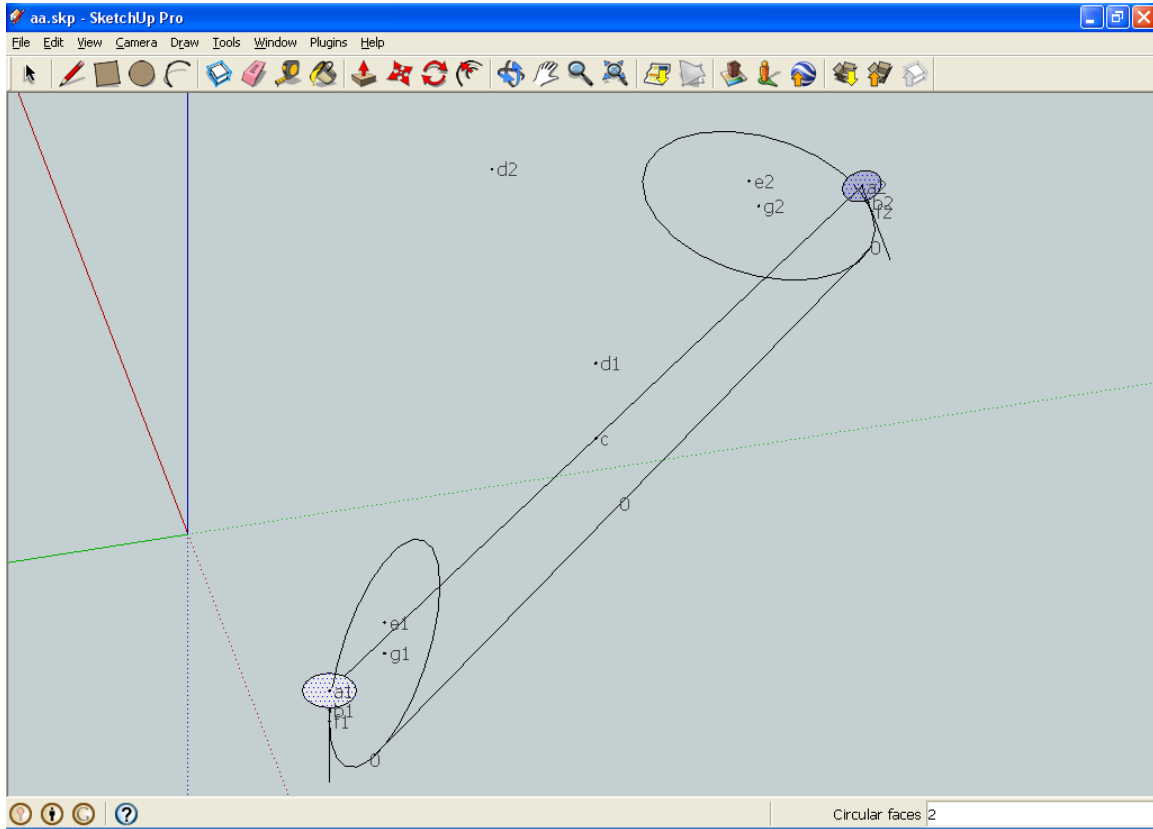 aa.skp - SketchUp Pro
File Edit View Camera Draw Tools Window Plugins Help
d2
e2
a2
b2
g2
f2
0
d1
c
0
e1
g1
a1
b1
f1
0
Circular faces 2